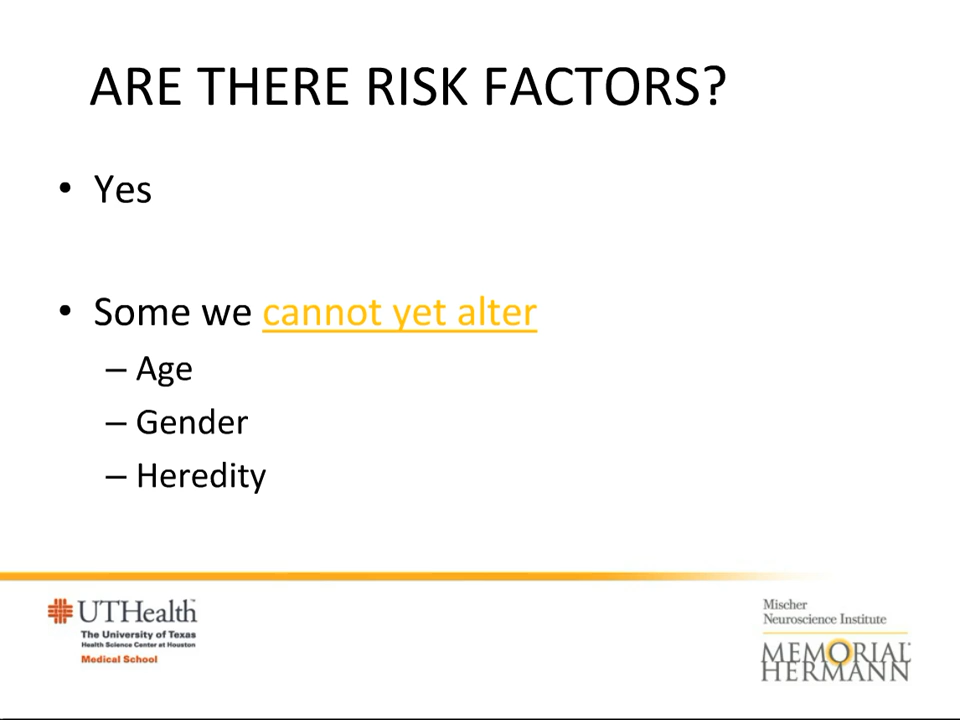 ARE THERE RISK FACTORS?
• Yes
• Some we cannot yet alter
– Age
– Gender
– Heredity
UTHealth™
The University of Texas
Health Science Center at Houston
Medical School
Mischer
Neuroscience Institute
MEMORIAL
HERMANN